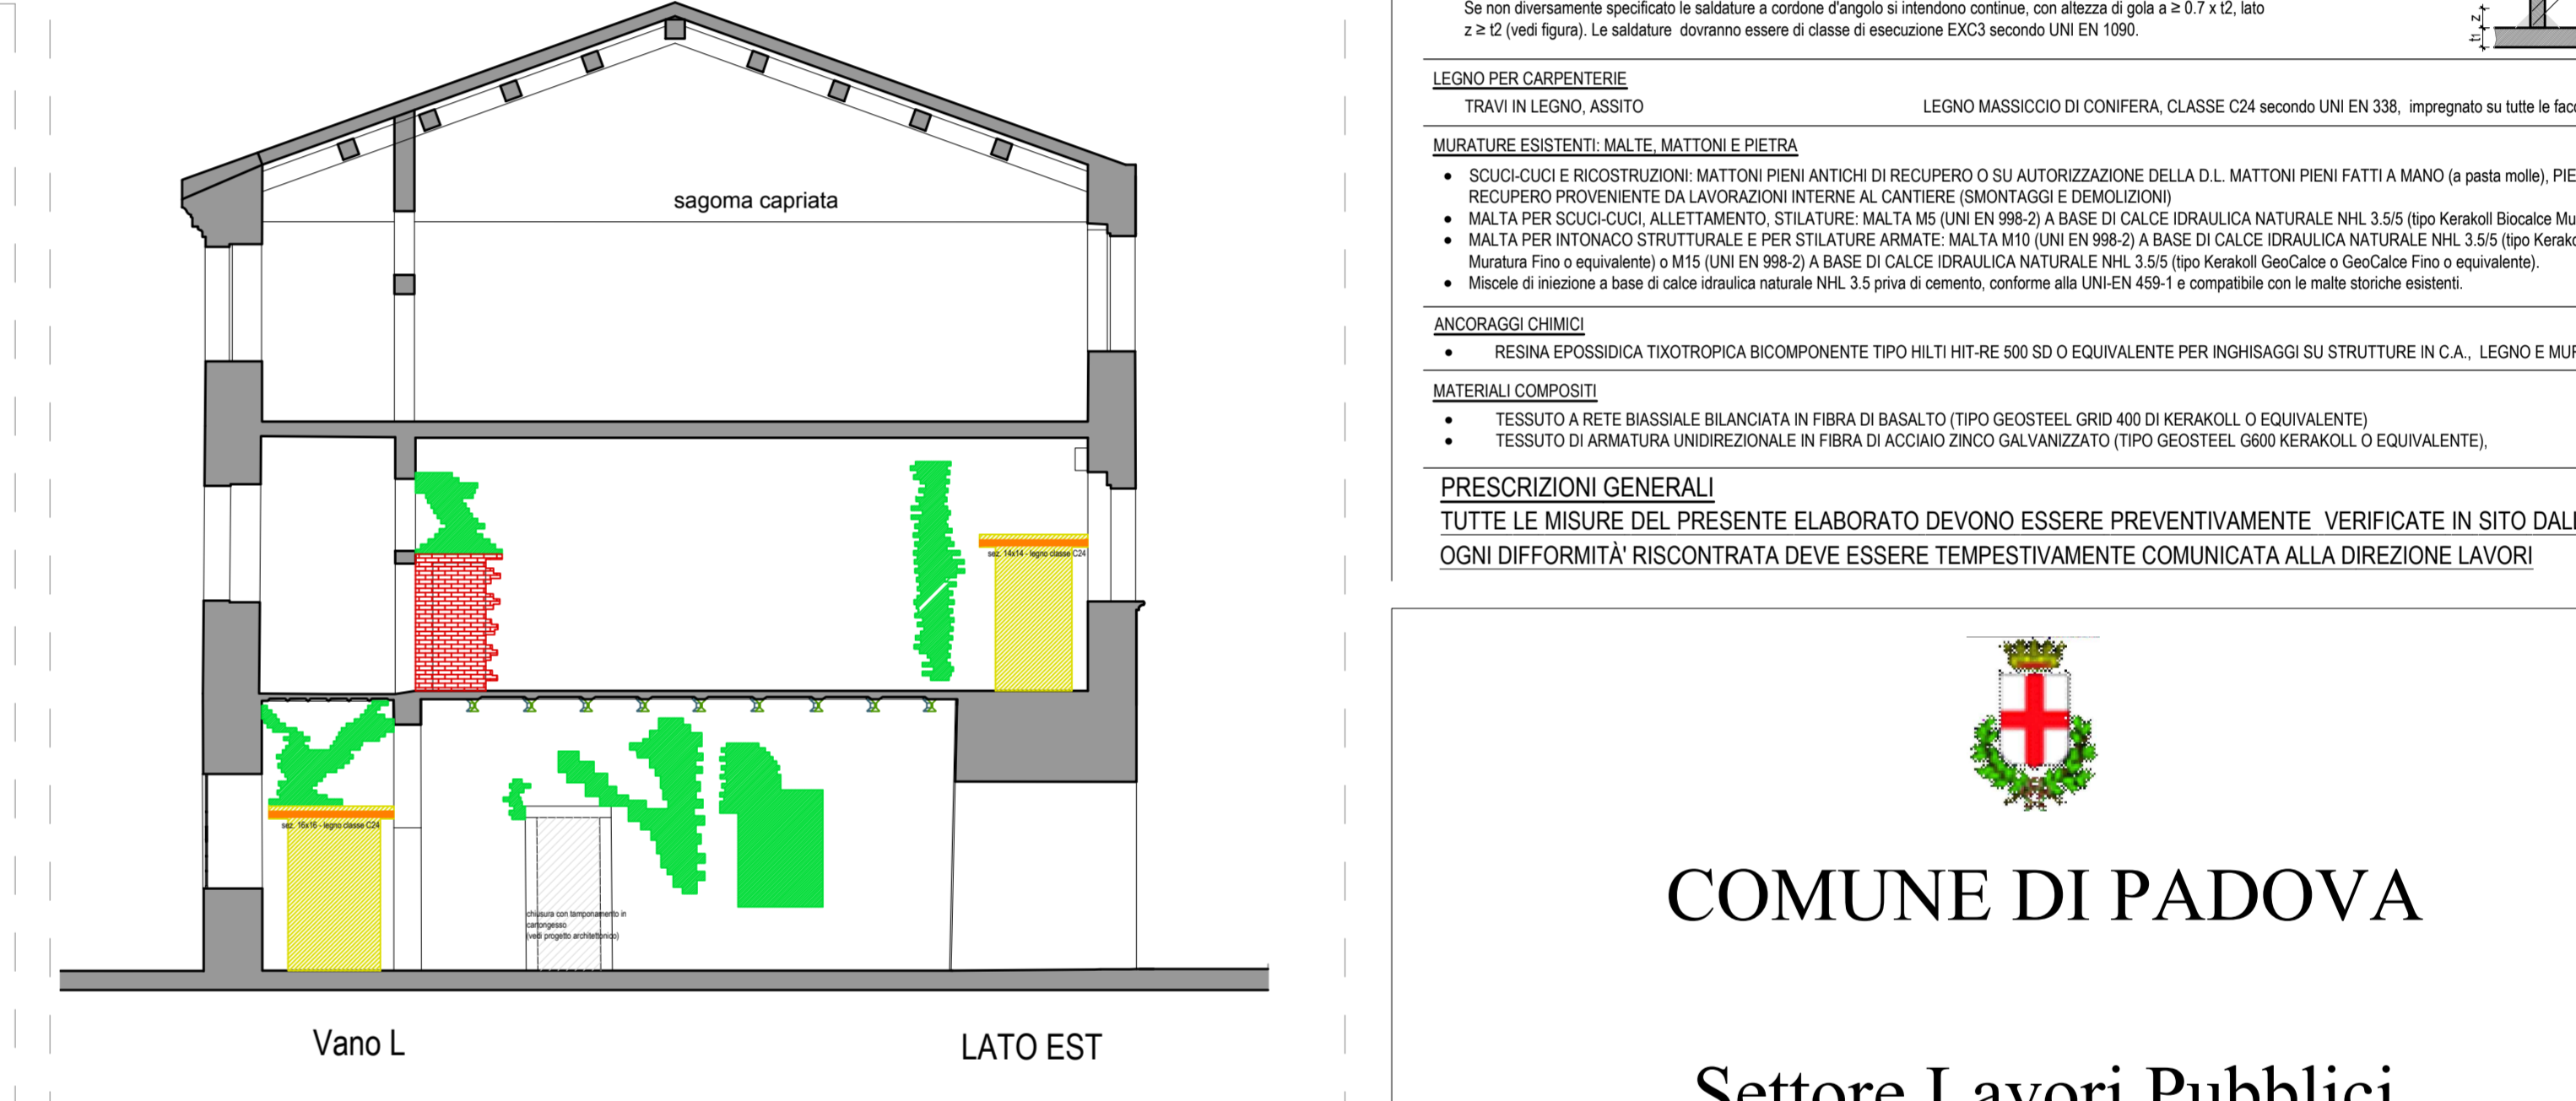 sagoma capriata
sez. 14x14 - legno classe C24
sez. 16x16 - legno classe C24
chiusura con tamponamento in
cartongesso
(vedi progetto architettonico)
Vano L
LATO EST
Se non diversamente specificato le saldature a cordone d'angolo si intendono continue, con altezza di gola a ≥ 0.7 x t2, lato
z ≥ t2 (vedi figura). Le saldature dovranno essere di classe di esecuzione EXC3 secondo UNI EN 1090.
z
t1
LEGNO PER CARPENTERIE
TRAVI IN LEGNO, ASSITO LEGNO MASSICCIO DI CONIFERA, CLASSE C24 secondo UNI EN 338, impregnato su tutte le
MURATURE ESISTENTI: MALTE, MATTONI E PIETRA
• SCUCI-CUCI E RICOSTRUZIONI: MATTONI PIENI ANTICHI DI RECUPERO O SU AUTORIZZAZIONE DELLA D.L. MATTONI PIENI FATTI A MANO (a pasta molle), PIE
RECUPERO PROVENIENTE DA LAVORAZIONI INTERNE AL CANTIERE (SMONTAGGI E DEMOLIZIONI)
• MALTA PER SCUCI-CUCI, ALLETTAMENTO, STILATURE: MALTA M5 (UNI EN 998-2) A BASE DI CALCE IDRAULICA NATURALE NHL 3.5/5 (tipo Kerakoll Biocalce Mu
• MALTA PER INTONACO STRUTTURALE E PER STILATURE ARMATE: MALTA M10 (UNI EN 998-2) A BASE DI CALCE IDRAULICA NATURALE NHL 3.5/5 (tipo Kerako
Muratura Fino o equivalente) o M15 (UNI EN 998-2) A BASE DI CALCE IDRAULICA NATURALE NHL 3.5/5 (tipo Kerakoll GeoCalce o GeoCalce Fino o equivalente).
• Miscele di iniezione a base di calce idraulica naturale NHL 3.5 priva di cemento, conforme alla UNI-EN 459-1 e compatibile con le malte storiche esistenti.
ANCORAGGI CHIMICI
• RESINA EPOSSIDICA TIXOTROPICA BICOMPONENTE TIPO HILTI HIT-RE 500 SD O EQUIVALENTE PER INGHISAGGI SU STRUTTURE IN C.A., LEGNO E MUR
MATERIALI COMPOSITI
• TESSUTO A RETE BIASSIALE BILANCIATA IN FIBRA DI BASALTO (TIPO GEOSTEEL GRID 400 DI KERAKOLL O EQUIVALENTE)
• TESSUTO DI ARMATURA UNIDIREZIONALE IN FIBRA DI ACCIAIO ZINCO GALVANIZZATO (TIPO GEOSTEEL G600 KERAKOLL O EQUIVALENTE),
PRESCRIZIONI GENERALI
TUTTE LE MISURE DEL PRESENTE ELABORATO DEVONO ESSERE PREVENTIVAMENTE VERIFICATE IN SITO DAL
OGNI DIFFORMITÀ' RISCONTRATA DEVE ESSERE TEMPESTIVAMENTE COMUNICATA ALLA DIREZIONE LAVORI
COMUNE DI PADOVA
Settore Lavori Pubblici